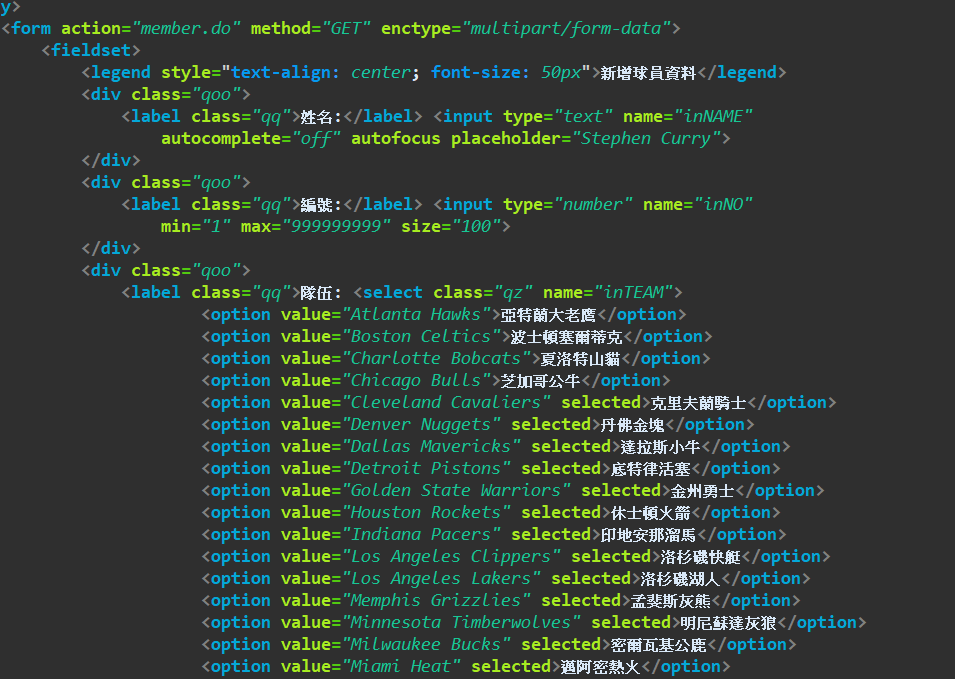 y>
<form action="member.do" method="GET" enctype="multipart/form-data">
<fieldset>
<legend style="text-align: center; font-size: 50px">新增球員資料</legend>
<div class="qoo">
<label class="qq">姓名:</label> <input type="text" name="inNAME"
autocomplete="off" autofocus placeholder="Stephen Curry">
</div>
<div class="qoo">
<label class="qq">編號:</label> <input type="number" name="inNO"
min="1" max="999999999" size="100">
</div>
<div class="qoo">
<label class="qq">隊伍: <select class="qz" name="inTEAM">
<option value="Atlanta Hawks">亞特蘭大老鷹</option>
<option value="Boston Celtics">波士頓塞爾蒂克</option>
<option value="Charlotte Bobcats">夏洛特山貓</option>
<option value="Chicago Bulls">芝加哥公牛</option>
<option value="Cleveland Cavaliers" selected>克里夫蘭騎士</option>
<option value="Denver Nuggets" selected>丹佛金塊</option>
<option value="Dallas Mavericks" selected>達拉斯小牛</option>
<option value="Detroit Pistons" selected>底特律活塞</option>
<option value="Golden State Warriors" selected>金州勇士</option>
<option value="Houston Rockets" selected>休士頓火箭</option>
<option value="Indiana Pacers" selected>印地安那溜馬</option>
<option value="Los Angeles Clippers" selected>洛杉磯快艇</option>
<option value="Los Angeles Lakers" selected>洛杉磯湖人</option>
<option value="Memphis Grizzlies" selected>孟斐斯灰熊</option>
<option value="Minnesota Timberwolves" selected>明尼蘇達灰狼</option>
<option value="Milwaukee Bucks" selected>密爾瓦基公鹿</option>
<option value="Miami Heat" selected>邁阿密熱火</option>